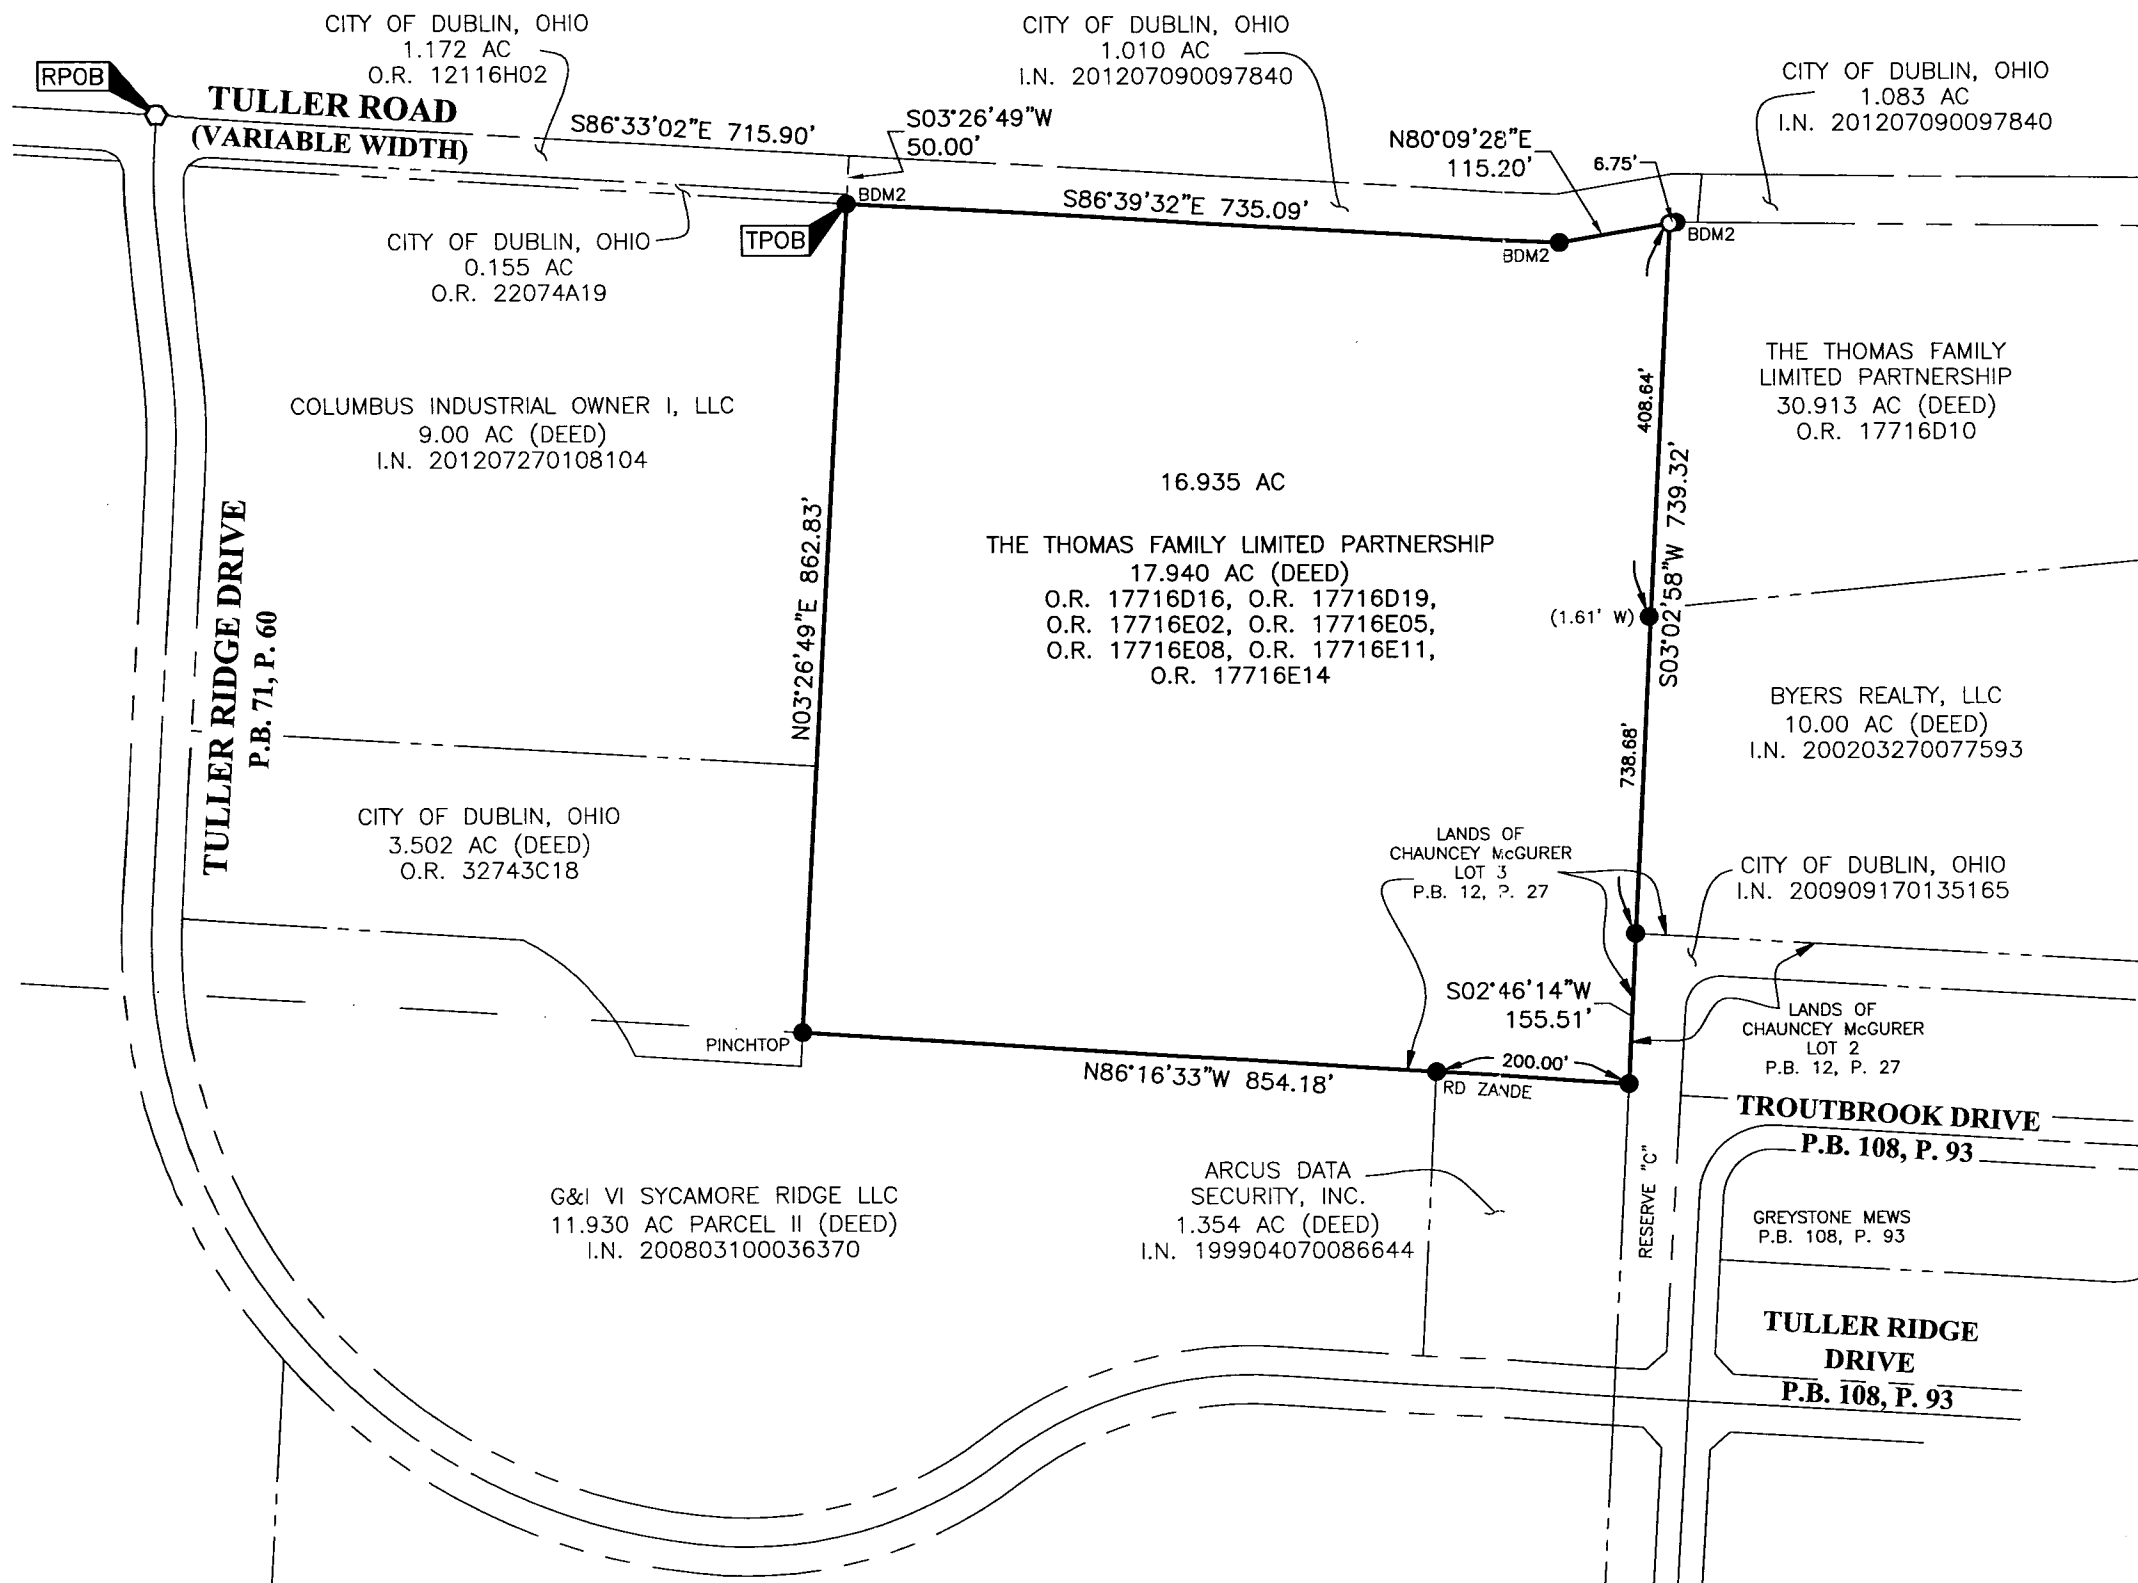 CITY OF DUBLIN, OHIO
1.172 AC
O.R. 12116H02
RPOB
TULLER ROAD
(VARIABLE WIDTH)
S86°33'02"E 715.90'
S03°26'49"W
50.00'
CITY OF DUBLIN, OHIO
1.010 AC
I.N. 201207090097840
N80°09'28"E
115.20'
6.75'
CITY OF DUBLIN, OHIO
1.083 AC
I.N. 201207090097840
BDM2
TPOB
S86°39'32"E 735.09'
BDM2
BDM2
CITY OF DUBLIN, OHIO
0.155 AC
O.R. 22074A19
COLUMBUS INDUSTRIAL OWNER I, LLC
9.00 AC (DEED)
I.N. 201207270108104
THE THOMAS FAMILY
LIMITED PARTNERSHIP
30.913 AC (DEED)
O.R. 17716D10
408.64'
S03°02'58"W 739.32'
16.935 AC
THE THOMAS FAMILY LIMITED PARTNERSHIP
17.940 AC (DEED)
O.R. 17716D16, O.R. 17716D19,
O.R. 17716E02, O.R. 17716E05,
O.R. 17716E08, O.R. 17716E11,
O.R. 17716E14
(1.61' W)
N03°26'49"E 862.83'
TULLER RIDGE DRIVE
P.B. 71, P. 60
738.68'
BYERS REALTY, LLC
10.00 AC (DEED)
I.N. 200203270077593
CITY OF DUBLIN, OHIO
3.502 AC (DEED)
O.R. 32743C18
LANDS OF
CHAUNCEY McGURER
LOT 3
P.B. 12, P. 27
CITY OF DUBLIN, OHIO
I.N. 200909170135165
S02°46'14"W
155.51'
LANDS OF
CHAUNCEY McGURER
LOT 2
P.B. 12, P. 27
PINCHTOP
N86°16'33"W 854.18'
200.00'
RD ZANDE
TROUTBROOK DRIVE
P.B. 108, P. 93
G&I VI SYCAMORE RIDGE LLC
11.930 AC PARCEL II (DEED)
I.N. 200803100036370
ARCUS DATA
SECURITY, INC.
1.354 AC (DEED)
I.N. 199904070086644
RESERVE "C"
GREYSTONE MEWS
P.B. 108, P. 93
TULLER RIDGE
DRIVE
P.B. 108, P. 93